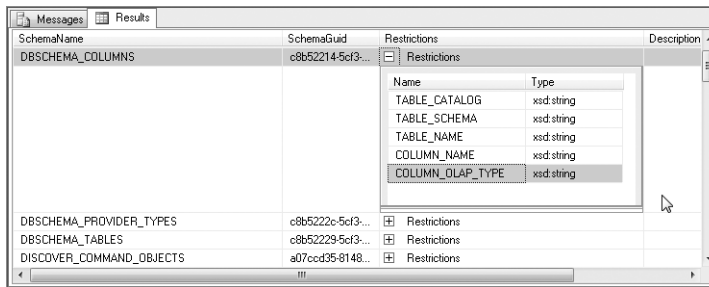 Messages Results
SchemaName SchemaGuid Restrictions Description
DBSCHEMA_COLUMNS c8b52214-5cf3-... Restrictions
Name Type
TABLE_CATALOG xsd:string
TABLE_SCHEMA xsd:string
TABLE_NAME xsd:string
COLUMN_NAME xsd:string
COLUMN_OLAP_TYPE xsd:string
DBSCHEMA_PROVIDER_TYPES c8b5222c-5cf3-... Restrictions
DBSCHEMA_TABLES c8b52229-5cf3-... Restrictions
DISCOVER_COMMAND_OBJECTS a07ccd35-8148... Restrictions